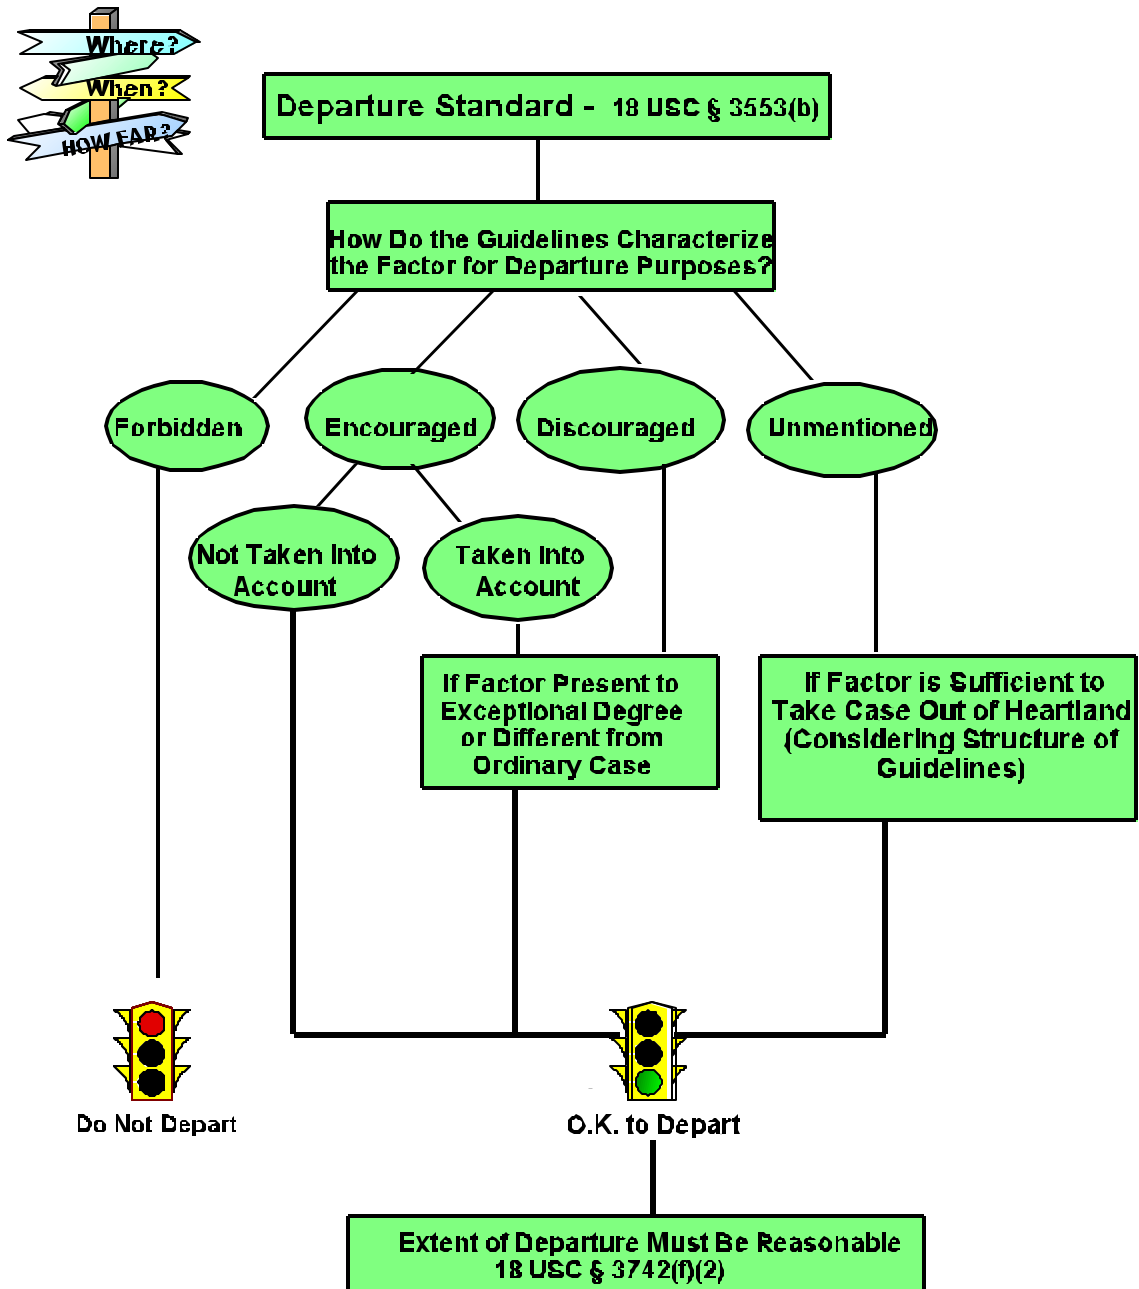 Where?
When?
HOW FAR?
Departure Standard - 18 USC § 3553(b)
How Do the Guidelines Characterize
the Factor for Departure Purposes?
Forbidden
Encouraged
Discouraged
Unmentioned
Not Taken Into
Account
Taken Into
Account
If Factor Present to
Exceptional Degree
or Different from
Ordinary Case
If Factor is Sufficient to
Take Case Out of Heartland
(Considering Structure of
Guidelines)
Do Not Depart
O.K. to Depart
Extent of Departure Must Be Reasonable
18 USC § 3742(f)(2)